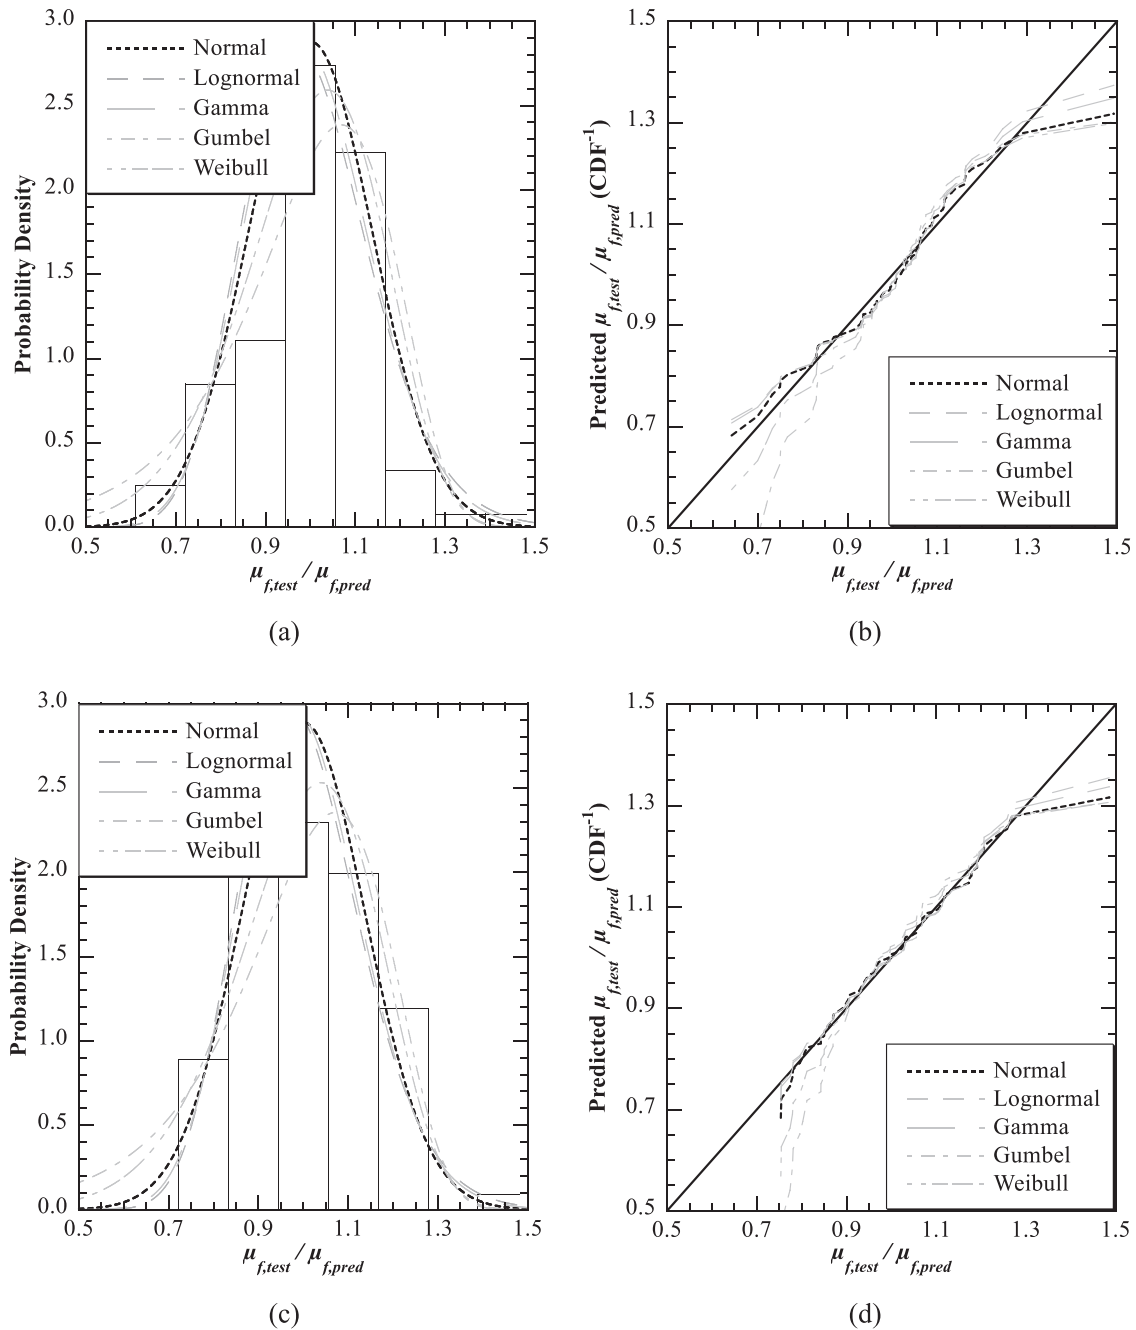 3.0
2.5
2.0
1.5
1.0
0.5
0.0
Probability Density
Normal
Lognormal
Gamma
Gumbel
Weibull
0.5 0.7 0.9 1.1 1.3 1.5
μf,test / μf,pred
(a)
1.5
1.3
1.1
0.9
0.7
0.5
Predicted μf,test / μf,pred (CDF-1)
Normal
Lognormal
Gamma
Gumbel
Weibull
0.5 0.7 0.9 1.1 1.3 1.5
μf,test / μf,pred
(b)
3.0
2.5
2.0
1.5
1.0
0.5
0.0
Probability Density
Normal
Lognormal
Gamma
Gumbel
Weibull
0.5 0.7 0.9 1.1 1.3 1.5
μf,test / μf,pred
(c)
1.5
1.3
1.1
0.9
0.7
0.5
Predicted μf,test / μf,pred (CDF-1)
Normal
Lognormal
Gamma
Gumbel
Weibull
0.5 0.7 0.9 1.1 1.3 1.5
μf,test / μf,pred
(d)